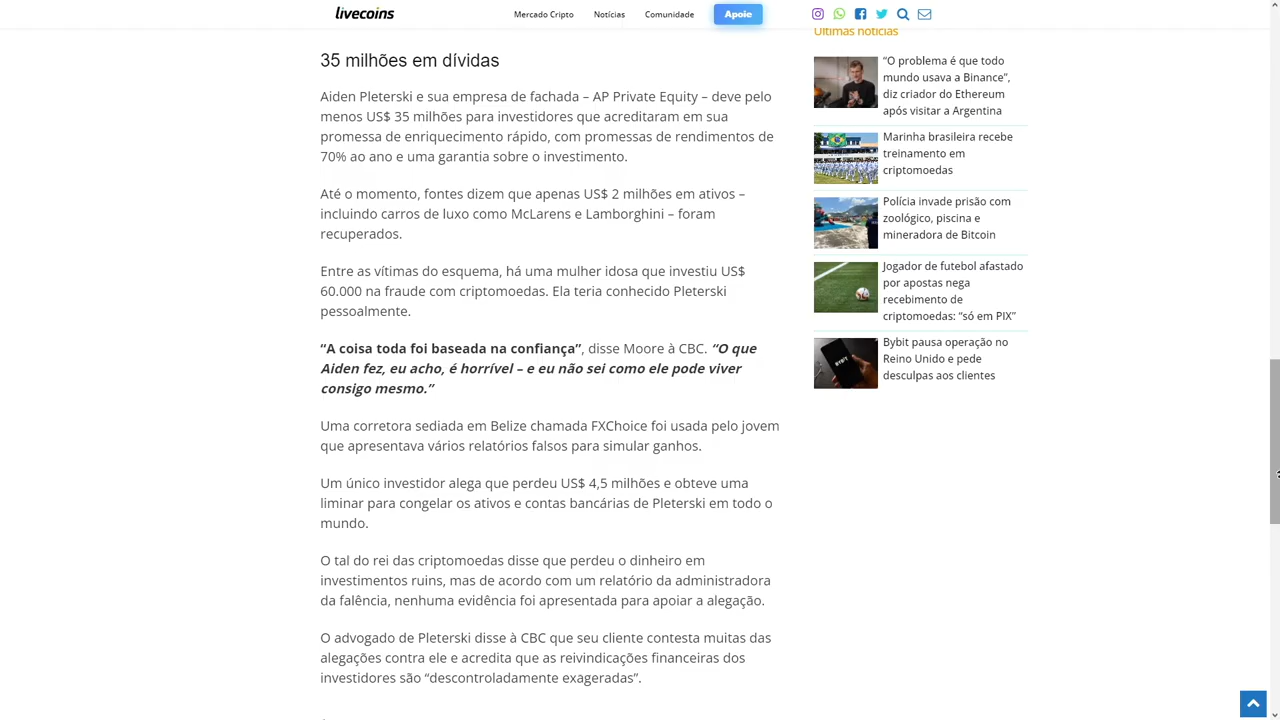 livecoins
Mercado Cripto
Notícias
Comunidade
Apoie
35 milhões em dívidas
Aiden Pleterski e sua empresa de fachada – AP Private Equity – deve pelo
menos US$ 35 milhões para investidores que acreditaram em sua
promessa de enriquecimento rápido, com promessas de rendimentos de
70% ao ano e uma garantia sobre o investimento.
Até o momento, fontes dizem que apenas US$ 2 milhões em ativos –
incluindo carros de luxo como McLarens e Lamborghini – foram
recuperados.
Entre as vítimas do esquema, há uma mulher idosa que investiu US$
60.000 na fraude com criptomoedas. Ela teria conhecido Pleterski
pessoalmente.
“A coisa toda foi baseada na confiança”, disse Moore à CBC. “O que
Aiden fez, eu acho, é horrível – e eu não sei como ele pode viver
consigo mesmo.”
Uma corretora sediada em Belize chamada FXChoice foi usada pelo jovem
que apresentava vários relatórios falsos para simular ganhos.
Um único investidor alega que perdeu US$ 4,5 milhões e obteve uma
liminar para congelar os ativos e contas bancárias de Pleterski em todo o
mundo.
O tal do rei das criptomoedas disse que perdeu o dinheiro em
investimentos ruins, mas de acordo com um relatório da administradora
da falência, nenhuma evidência foi apresentada para apoiar a alegação.
O advogado de Pleterski disse à CBC que seu cliente contesta muitas das
alegações contra ele e acredita que as reivindicações financeiras dos
investidores são “descontroladamente exageradas”.
Últimas notícias
“O problema é que todo
mundo usava a Binance”,
diz criador do Ethereum
após visitar a Argentina
Marinha brasileira recebe
treinamento em
criptomoedas
Polícia invade prisão com
zoológico, piscina e
mineradora de Bitcoin
Jogador de futebol afastado
por apostas nega
recebimento de
criptomoedas: “só em PIX”
Bybit pausa operação no
Reino Unido e pede
desculpas aos clientes